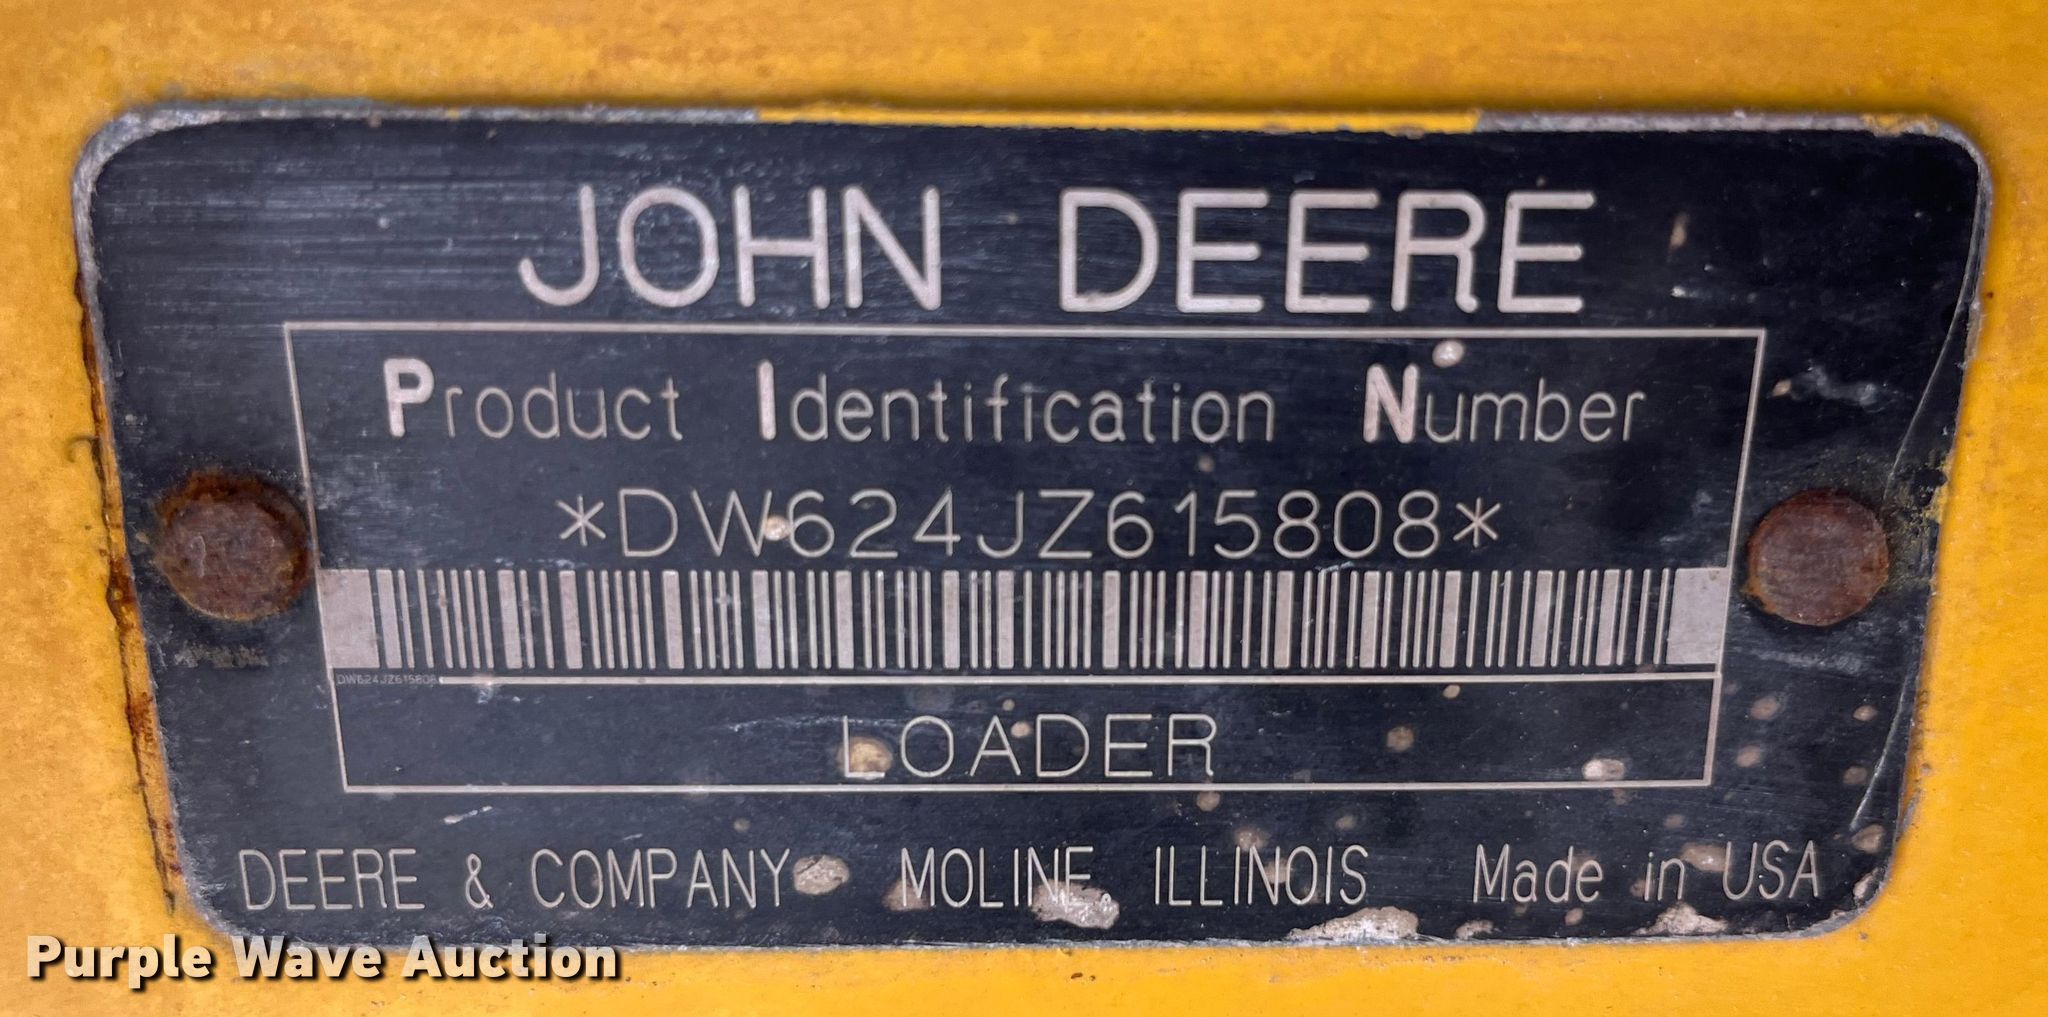 JOHN DEERE
Product Identification Number
*DW624JZ615808*
DW624JZ615808
LOADER
DEERE & COMPANY MOLINE ILLINOIS Made in USA
Purple Wave Auction